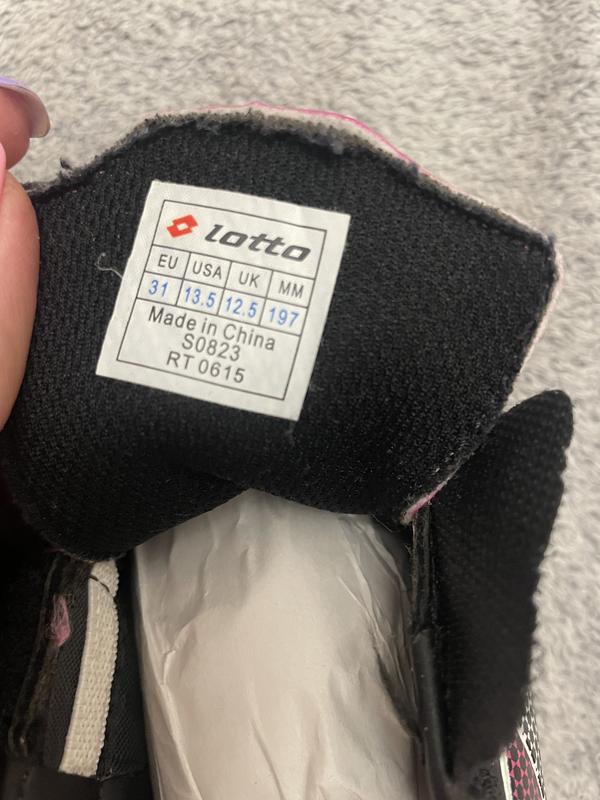 lotto
EU USA UK MM
31 13.5 12.5 197
Made in China
S0823
RT 0615